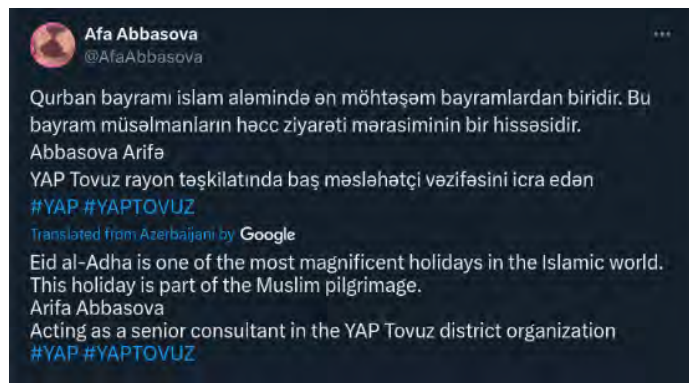 Afa Abbasova
@AfaAbbasova
Qurban bayramı islam aləmində ən möhtəşəm bayramlardan biridir. Bu
bayram müsəlmanların həcc ziyarəti mərasiminin bir hissəsidir.
Abbasova Arifə
YAP Tovuz rayon təşkilatında baş məsləhətçi vəzifəsini icra edən
#YAP #YAPTOVUZ
Translated from Azerbaijani by Google
Eid al-Adha is one of the most magnificent holidays in the Islamic world.
This holiday is part of the Muslim pilgrimage.
Arifa Abbasova
Acting as a senior consultant in the YAP Tovuz district organization
#YAP #YAPTOVUZ